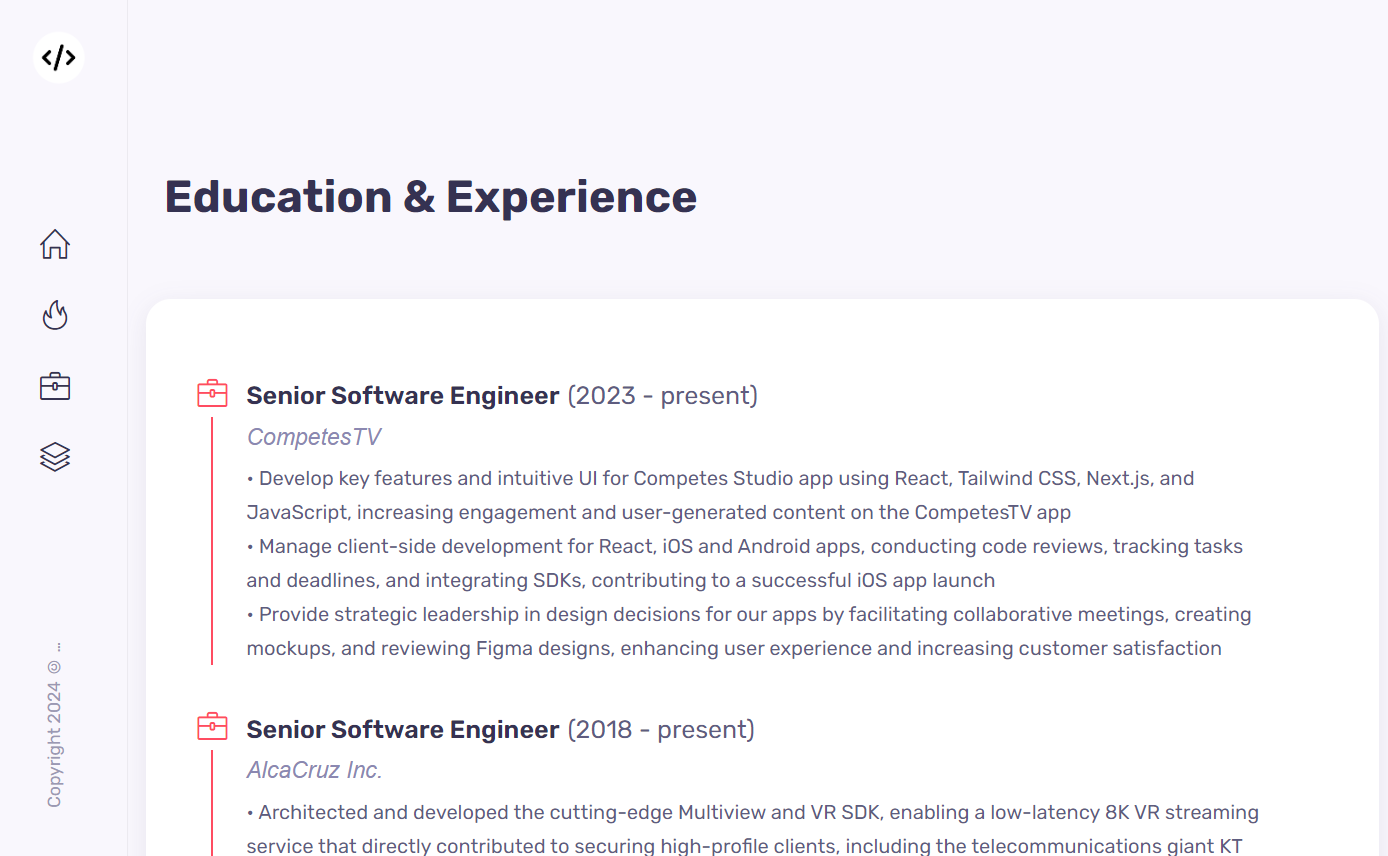 </>
Education & Experience
Senior Software Engineer (2023 - present)
CompetesTV
• Develop key features and intuitive UI for Competes Studio app using React, Tailwind CSS, Next.js, and
JavaScript, increasing engagement and user-generated content on the CompetesTV app
• Manage client-side development for React, iOS and Android apps, conducting code reviews, tracking tasks
and deadlines, and integrating SDKs, contributing to a successful iOS app launch
• Provide strategic leadership in design decisions for our apps by facilitating collaborative meetings, creating
mockups, and reviewing Figma designs, enhancing user experience and increasing customer satisfaction
Senior Software Engineer (2018 - present)
AlcaCruz Inc.
• Architected and developed the cutting-edge Multiview and VR SDK, enabling a low-latency 8K VR streaming
service that directly contributed to securing high-profile clients, including the telecommunications giant KT
Copyright 2024 © ...